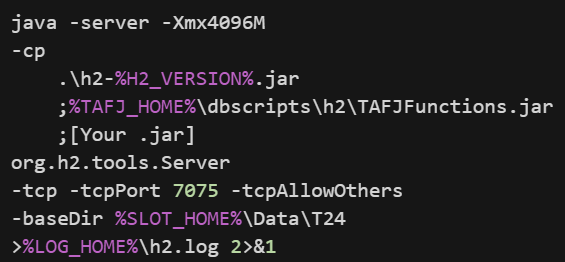 java -server -Xmx4096M
-cp
.\h2-%H2_VERSION%.jar
;%TAFJ_HOME%\dbscripts\h2\TAFJFunctions.jar
;[Your .jar]
org.h2.tools.Server
-tcp -tcpPort 7075 -tcpAllowOthers
-baseDir %SLOT_HOME%\Data\T24
>%LOG_HOME%\h2.log 2>&1